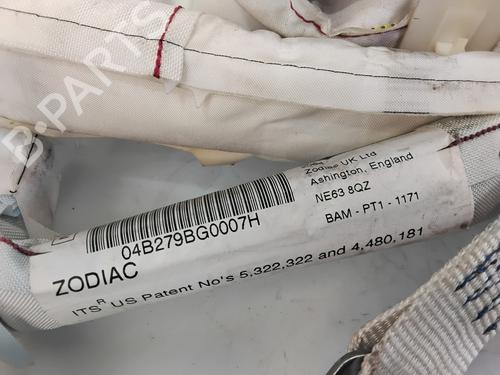 Zodiac UK Ltd
Ashington, England
NE63 8QZ
BAM - PT1 - 1171
04B279BG0007H
ZODIAC
ITS R US Patent No's 5,322,322 and 4,480,181
B-PARTS